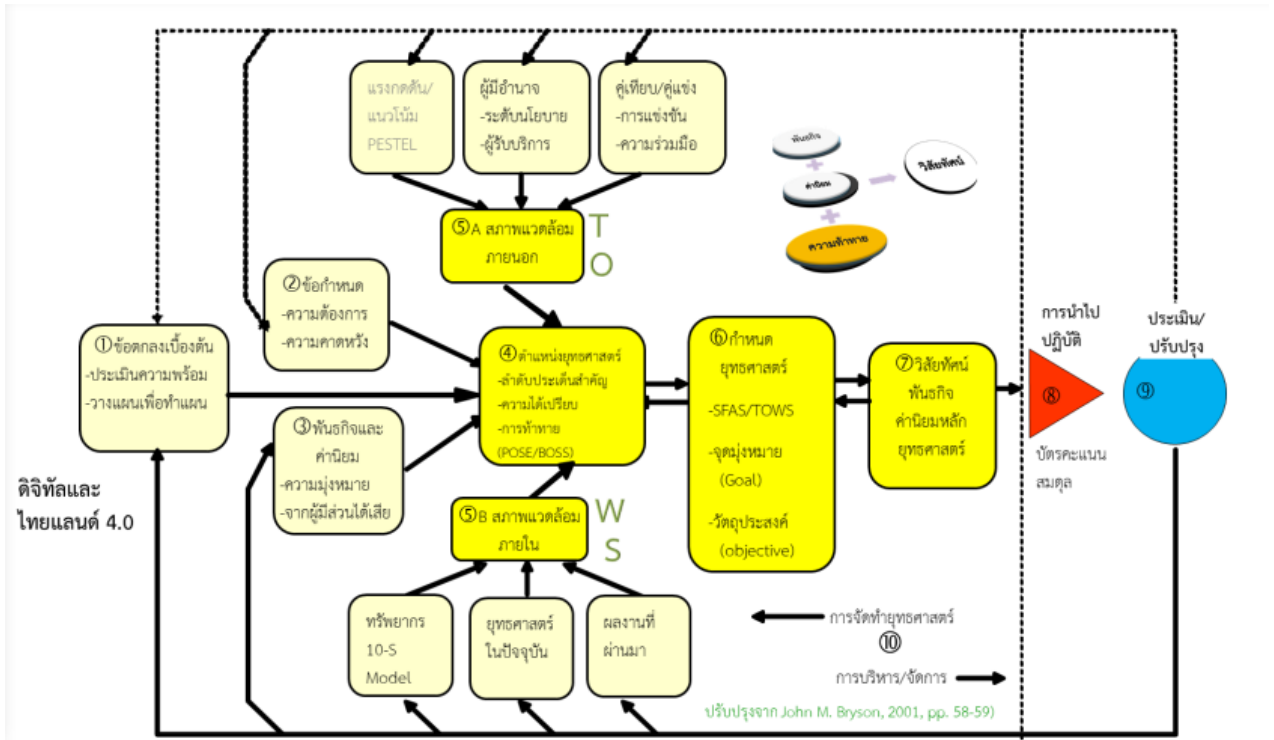 แรงกดดัน/
แนวโน้ม
PESTEL
ผู้มีอำนาจ
-ระดับนโยบาย
-ผู้รับบริการ
คู่เทียบ/คู่แข่ง
-การแข่งขัน
-ความร่วมมือ
พันธกิจ
+
ค่านิยม
+
ความท้าทาย
วิสัยทัศน์
⑤A สภาพแวดล้อม
ภายนอก
T
O
②ข้อกำหนด
-ความต้องการ
-ความคาดหวัง
①ข้อตกลงเบื้องต้น
-ประเมินความพร้อม
-วางแผนเพื่อทำแผน
③พันธกิจและ
ค่านิยม
-ความมุ่งหมาย
-จากผู้มีส่วนได้เสีย
④ตำแหน่งยุทธศาสตร์
-ลำดับประเด็นสำคัญ
-ความได้เปรียบ
-การท้าทาย
(POSE/BOSS)
⑥กำหนด
ยุทธศาสตร์
-SFAS/TOWS
-จุดมุ่งหมาย
(Goal)
-วัตถุประสงค์
(objective)
⑦วิสัยทัศน์
พันธกิจ
ค่านิยมหลัก
ยุทธศาสตร์
การนำไป
ปฏิบัติ
⑧
บัตรคะแนน
สมดุล
ประเมิน/
ปรับปรุง
⑨
ดิจิทัลและ
ไทยแลนด์ 4.0
⑤B สภาพแวดล้อม
ภายใน
W
S
ทรัพยากร
10-S
Model
ยุทธศาสตร์
ในปัจจุบัน
ผลงานที่
ผ่านมา
การจัดทำยุทธศาสตร์
⑩
การบริหาร/จัดการ
ปรับปรุงจาก John M. Bryson, 2001, pp. 58-59)